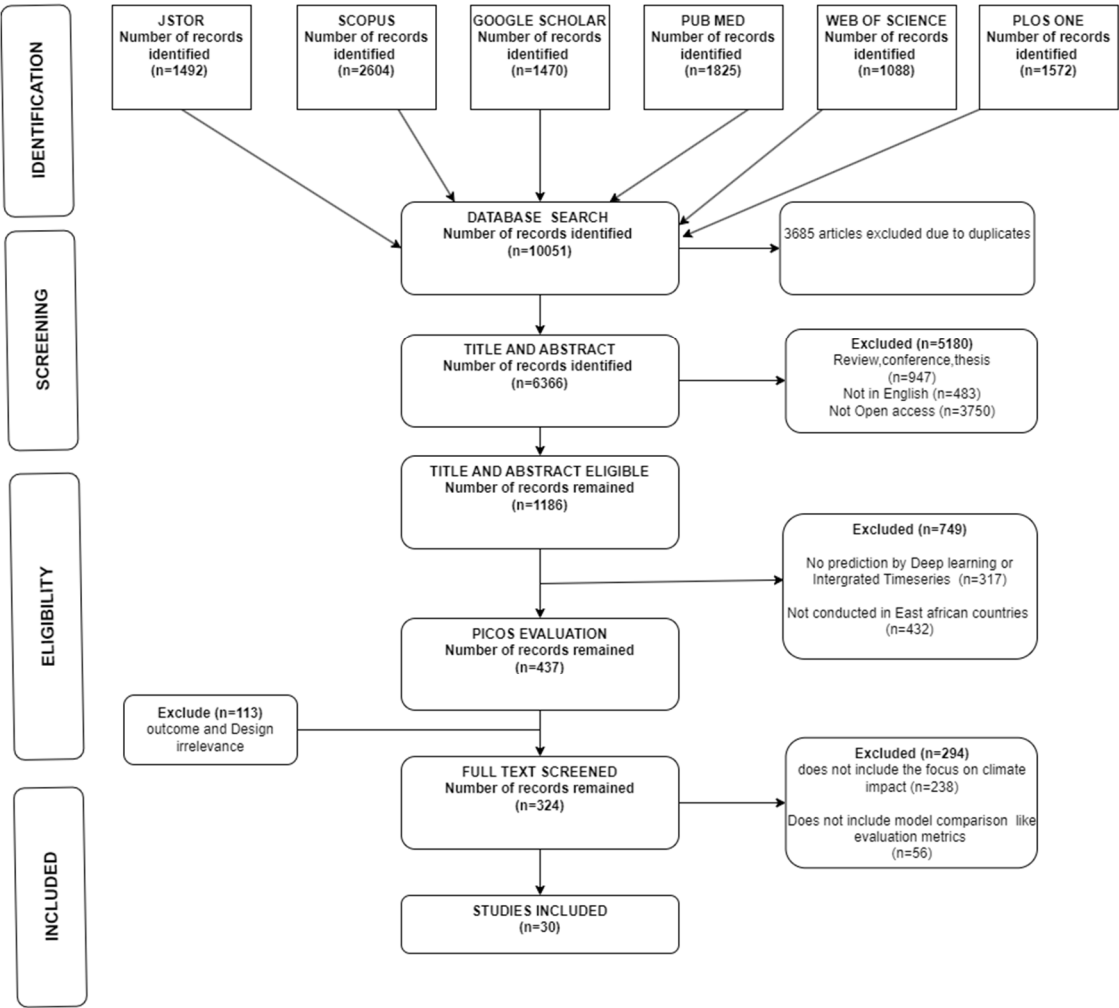 JSTOR
Number of records
identified
(n=1492)
SCOPUS
Number of records
identified
(n=2604)
GOOGLE SCHOLAR
Number of records
identified
(n=1470)
PUB MED
Number of records
identified
(n=1825)
WEB OF SCIENCE
Number of records
identified
(n=1088)
PLOS ONE
Number of records
identified
(n=1572)
IDENTIFICATION
DATABASE SEARCH
Number of records identified
(n=10051)
3685 articles excluded due to duplicates
SCREENING
TITLE AND ABSTRACT
Number of records identified
(n=6366)
Excluded (n=5180)
Review,conference,thesis
(n=947)
Not in English (n=483)
Not Open access (n=3750)
TITLE AND ABSTRACT ELIGIBLE
Number of records remained
(n=1186)
ELIGIBILITY
Excluded (n=749)
No prediction by Deep learning or
Intergrated Timeseries (n=317)
Not conducted in East african countries
(n=432)
PICOS EVALUATION
Number of records remained
(n=437)
Exclude (n=113)
outcome and Design
irrelevance
FULL TEXT SCREENED
Number of records remained
(n=324)
Excluded (n=294)
does not include the focus on climate
impact (n=238)
Does not include model comparison like
evaluation metrics
(n=56)
INCLUDED
STUDIES INCLUDED
(n=30)